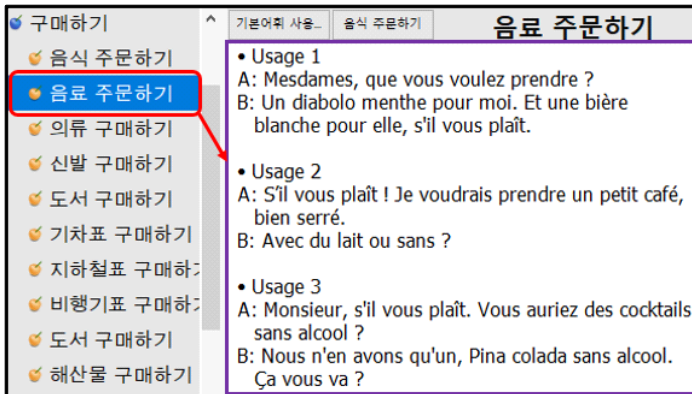 구매하기
음식 주문하기
음료 주문하기
의류 구매하기
신발 구매하기
도서 구매하기
기차표 구매하기
지하철표 구매하기
비행기표 구매하기
도서 구매하기
해산물 구매하기
기본어휘 사용...
음식 주문하기
음료 주문하기
• Usage 1
A: Mesdames, que vous voulez prendre ?
B: Un diabolo menthe pour moi. Et une bière
blanche pour elle, s'il vous plaît.
• Usage 2
A: S'il vous plaît ! Je voudrais prendre un petit café,
bien serré.
B: Avec du lait ou sans ?
• Usage 3
A: Monsieur, s'il vous plaît. Vous auriez des cocktails
sans alcool ?
B: Nous n'en avons qu'un, Pina colada sans alcool.
Ça vous va ?